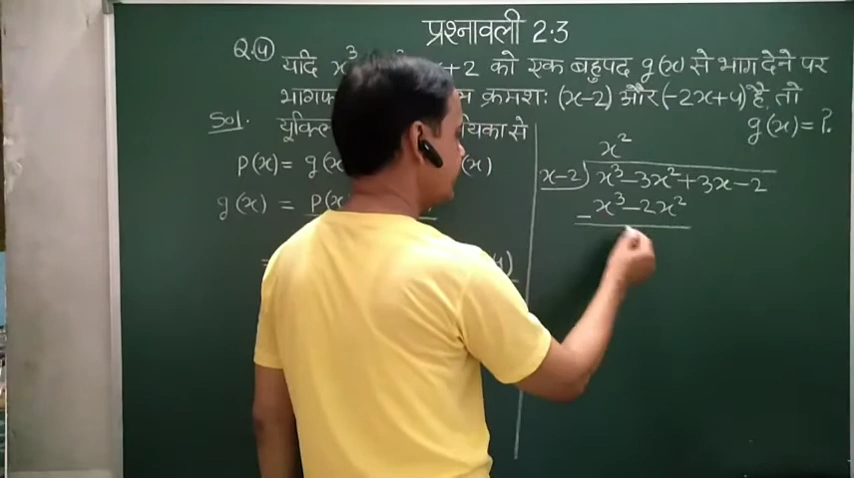 प्रश्नावली 2.3
Q.4 यदि x³ x+2 को एक बहुपद g(x) से भाग देने पर
क्रमशः (x-2) और (-2x+4) है, तो
g(x) = ?
Sol.
P(x) = g(x (x)
g(x) = P(x
x²
x-2) x³-3x²+3x-2
-x³-2x²